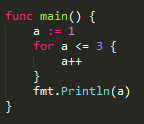 func main() {
    a := 1
    for a <= 3 {
        a++
    }
    fmt.Println(a)
}